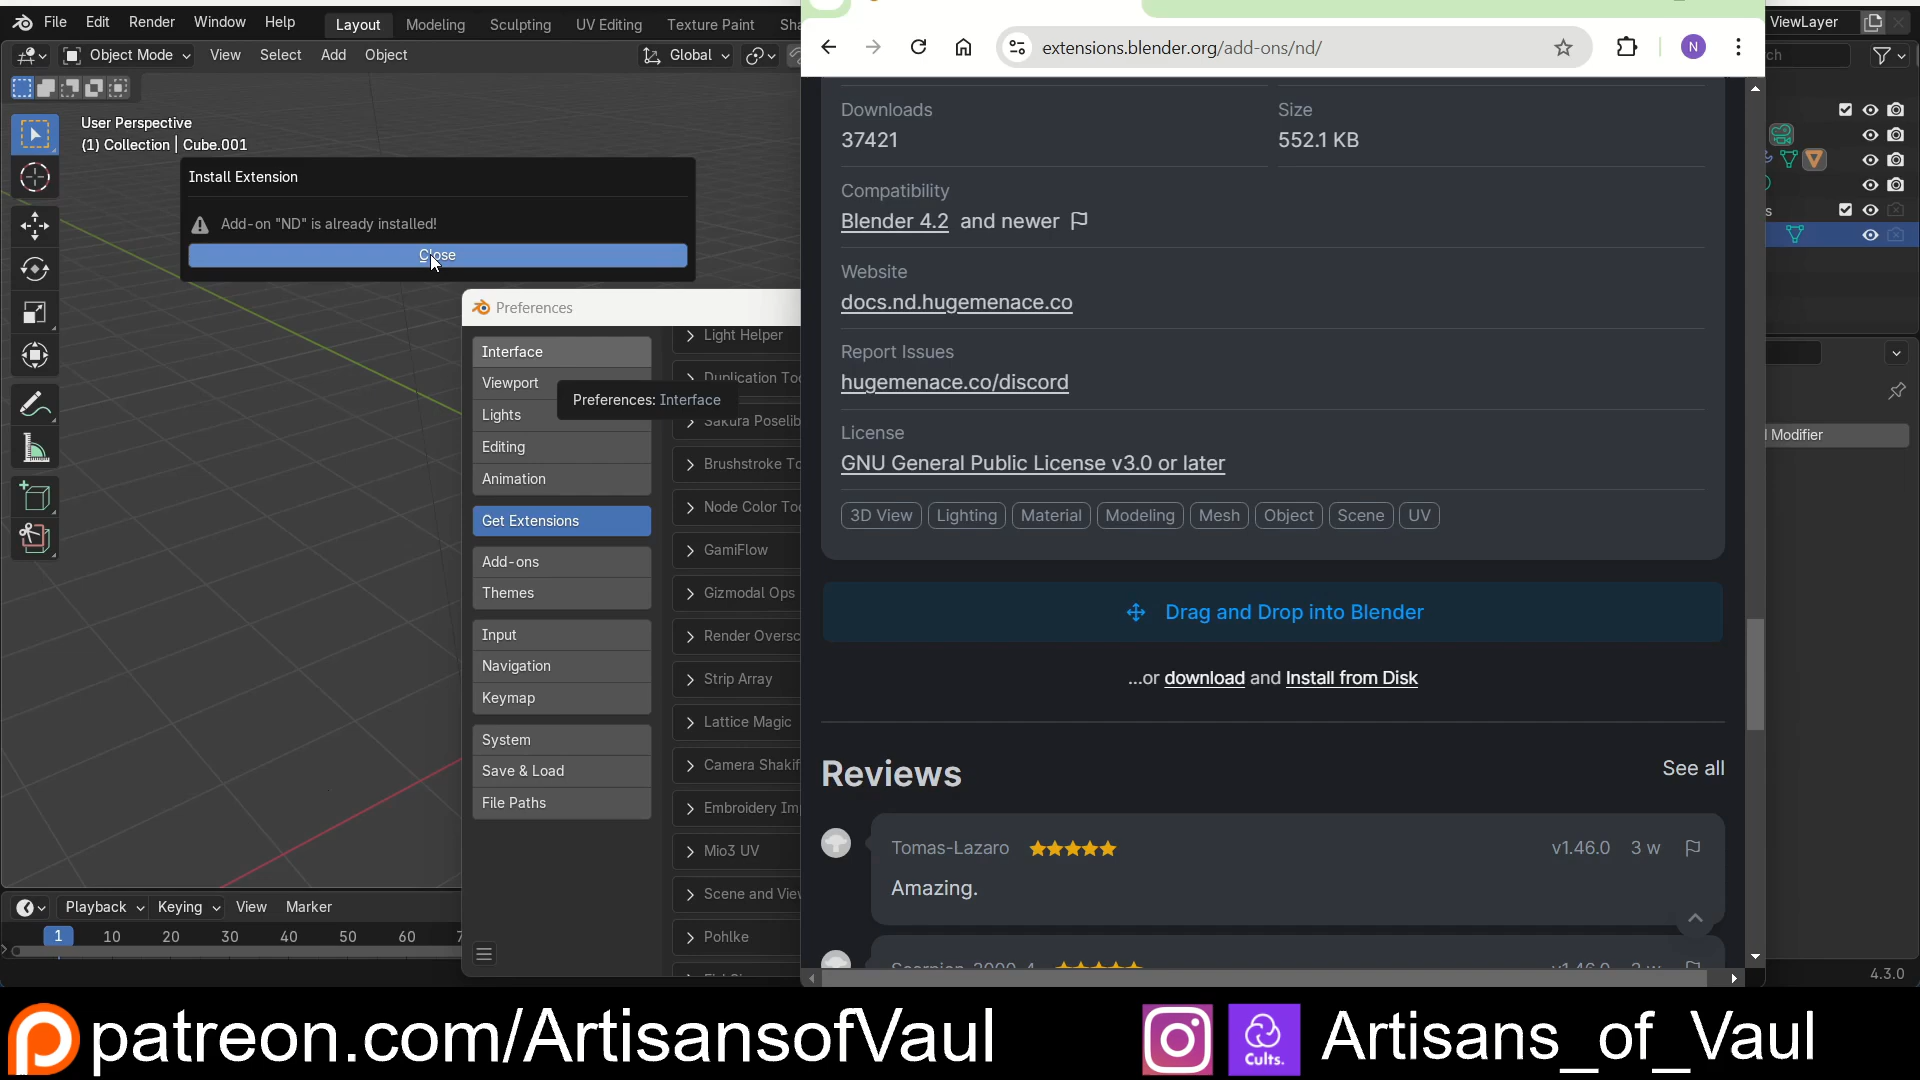 File Edit Render Window Help Layout Modeling Sculpting UV Editing Texture Paint
Object Mode View Select Add Object Global
User Perspective
(1) Collection | Cube.001
Install Extension
Add-on "ND" is already installed!
Close
Preferences
Interface
Viewport
Lights
Editing
Animation
Get Extensions
Add-ons
Themes
Input
Navigation
Keymap
System
Save & Load
File Paths
Preferences: Interface
Light Helper
Duplication
Sakura
Node Color
GamiFlow
Gizmodal Ops
Render
Strip Array
Lattice Magic
Camera
Embroidery
Mio3 UV
Scene and
Pohlke
Playback Keying View Marker
1 10 20 30 40 50 60
extensions.blender.org/add-ons/nd/
N
Downloads
37421
Size
552.1 KB
Compatibility
Blender 4.2 and newer
Website
docs.nd.hugemenace.co
Report Issues
hugemenace.co/discord
License
GNU General Public License v3.0 or later
3D View Lighting Material Modeling Mesh Object Scene UV
Drag and Drop into Blender
...or download and Install from Disk
Reviews
See all
Tomas-Lazaro v1.46.0 3 w
Amazing.
ViewLayer
Modifier
4.3.0
patreon.com/ArtisansofVaul
Cults.
Artisans_of_Vaul